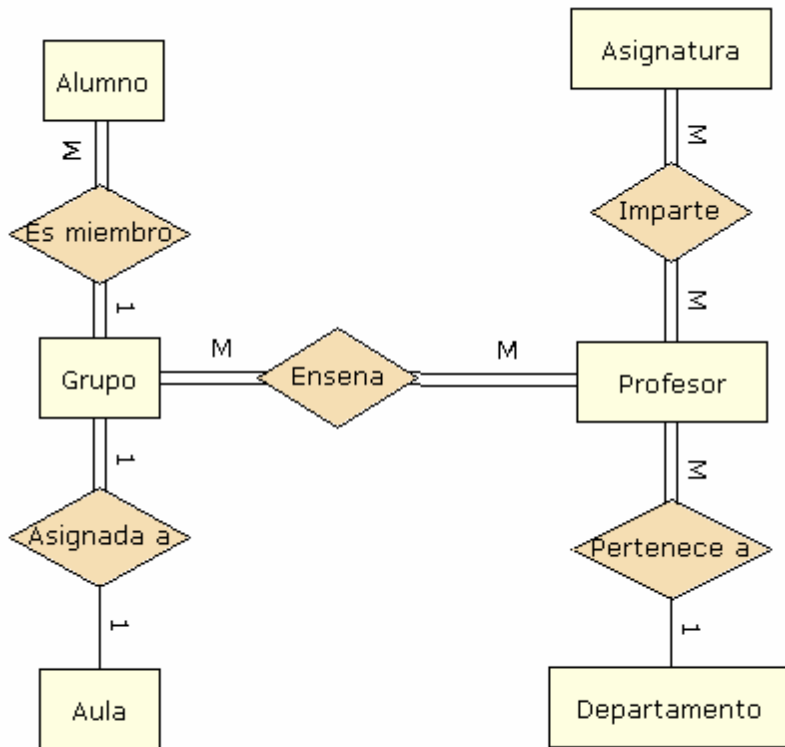 Alumno
Asignatura
M
M
Es miembro
Imparte
1
M
M
M
Grupo
Ensena
Profesor
1
M
Asignada a
Pertenece a
1
1
Aula
Departamento